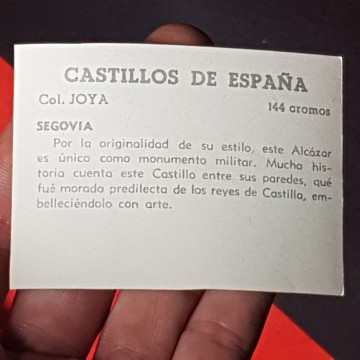 CASTILLOS DE ESPAÑA
Col. JOYA
144 cromos
SEGOVIA
Por la originalidad de su estilo, este Alcázar
es único como monumento militar. Mucha his-
toria cuenta este Castillo entre sus paredes, qué
fué morada predilecta de los reyes de Castilla, em-
belleciéndolo con arte.